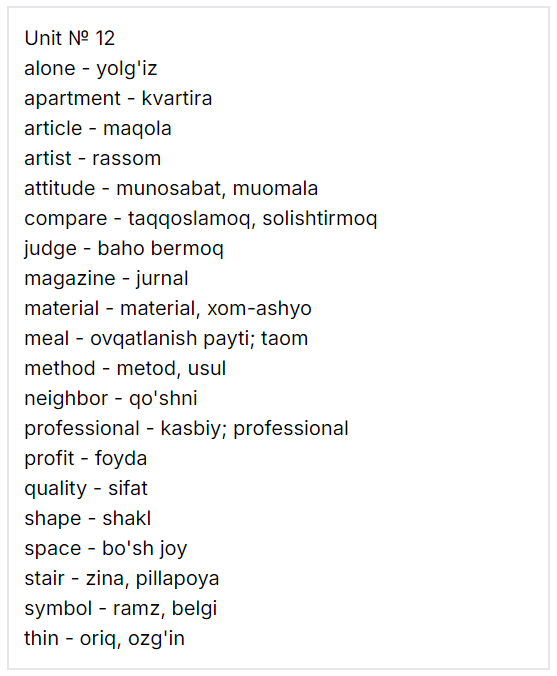 Unit № 12
alone - yolg'iz
apartment - kvartira
article - maqola
artist - rassom
attitude - munosabat, muomala
compare - taqqoslamoq, solishtirmoq
judge - baho bermoq
magazine - jurnal
material - material, xom-ashyo
meal - ovqatlanish payti; taom
method - metod, usul
neighbor - qo'shni
professional - kasbiy; professional
profit - foyda
quality - sifat
shape - shakl
space - bo'sh joy
stair - zina, pillapoya
symbol - ramz, belgi
thin - oriq, ozg'in